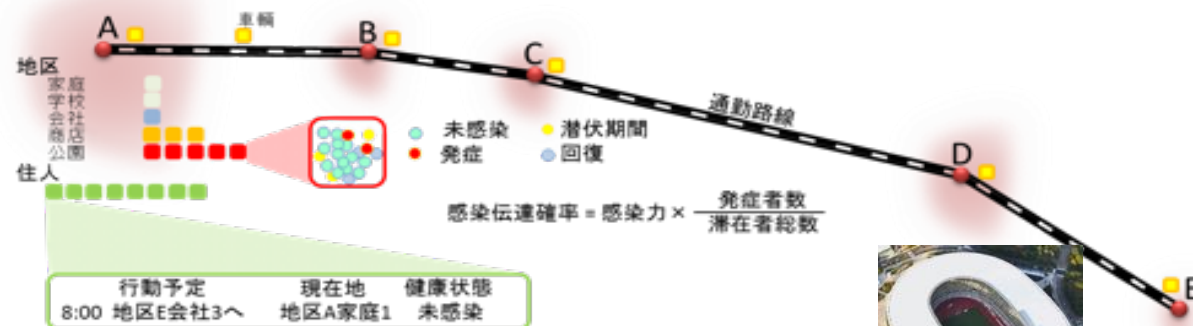 A
車輌
B
C
D
E
地区
家庭
学校
会社
商店
公園
住人
通勤路線
未感染
潜伏期間
発症
回復
感染伝達確率 = 感染力 × 発症者数
滞在者総数
行動予定 現在地 健康状態
8:00 地区E会社3へ 地区A家庭1 未感染